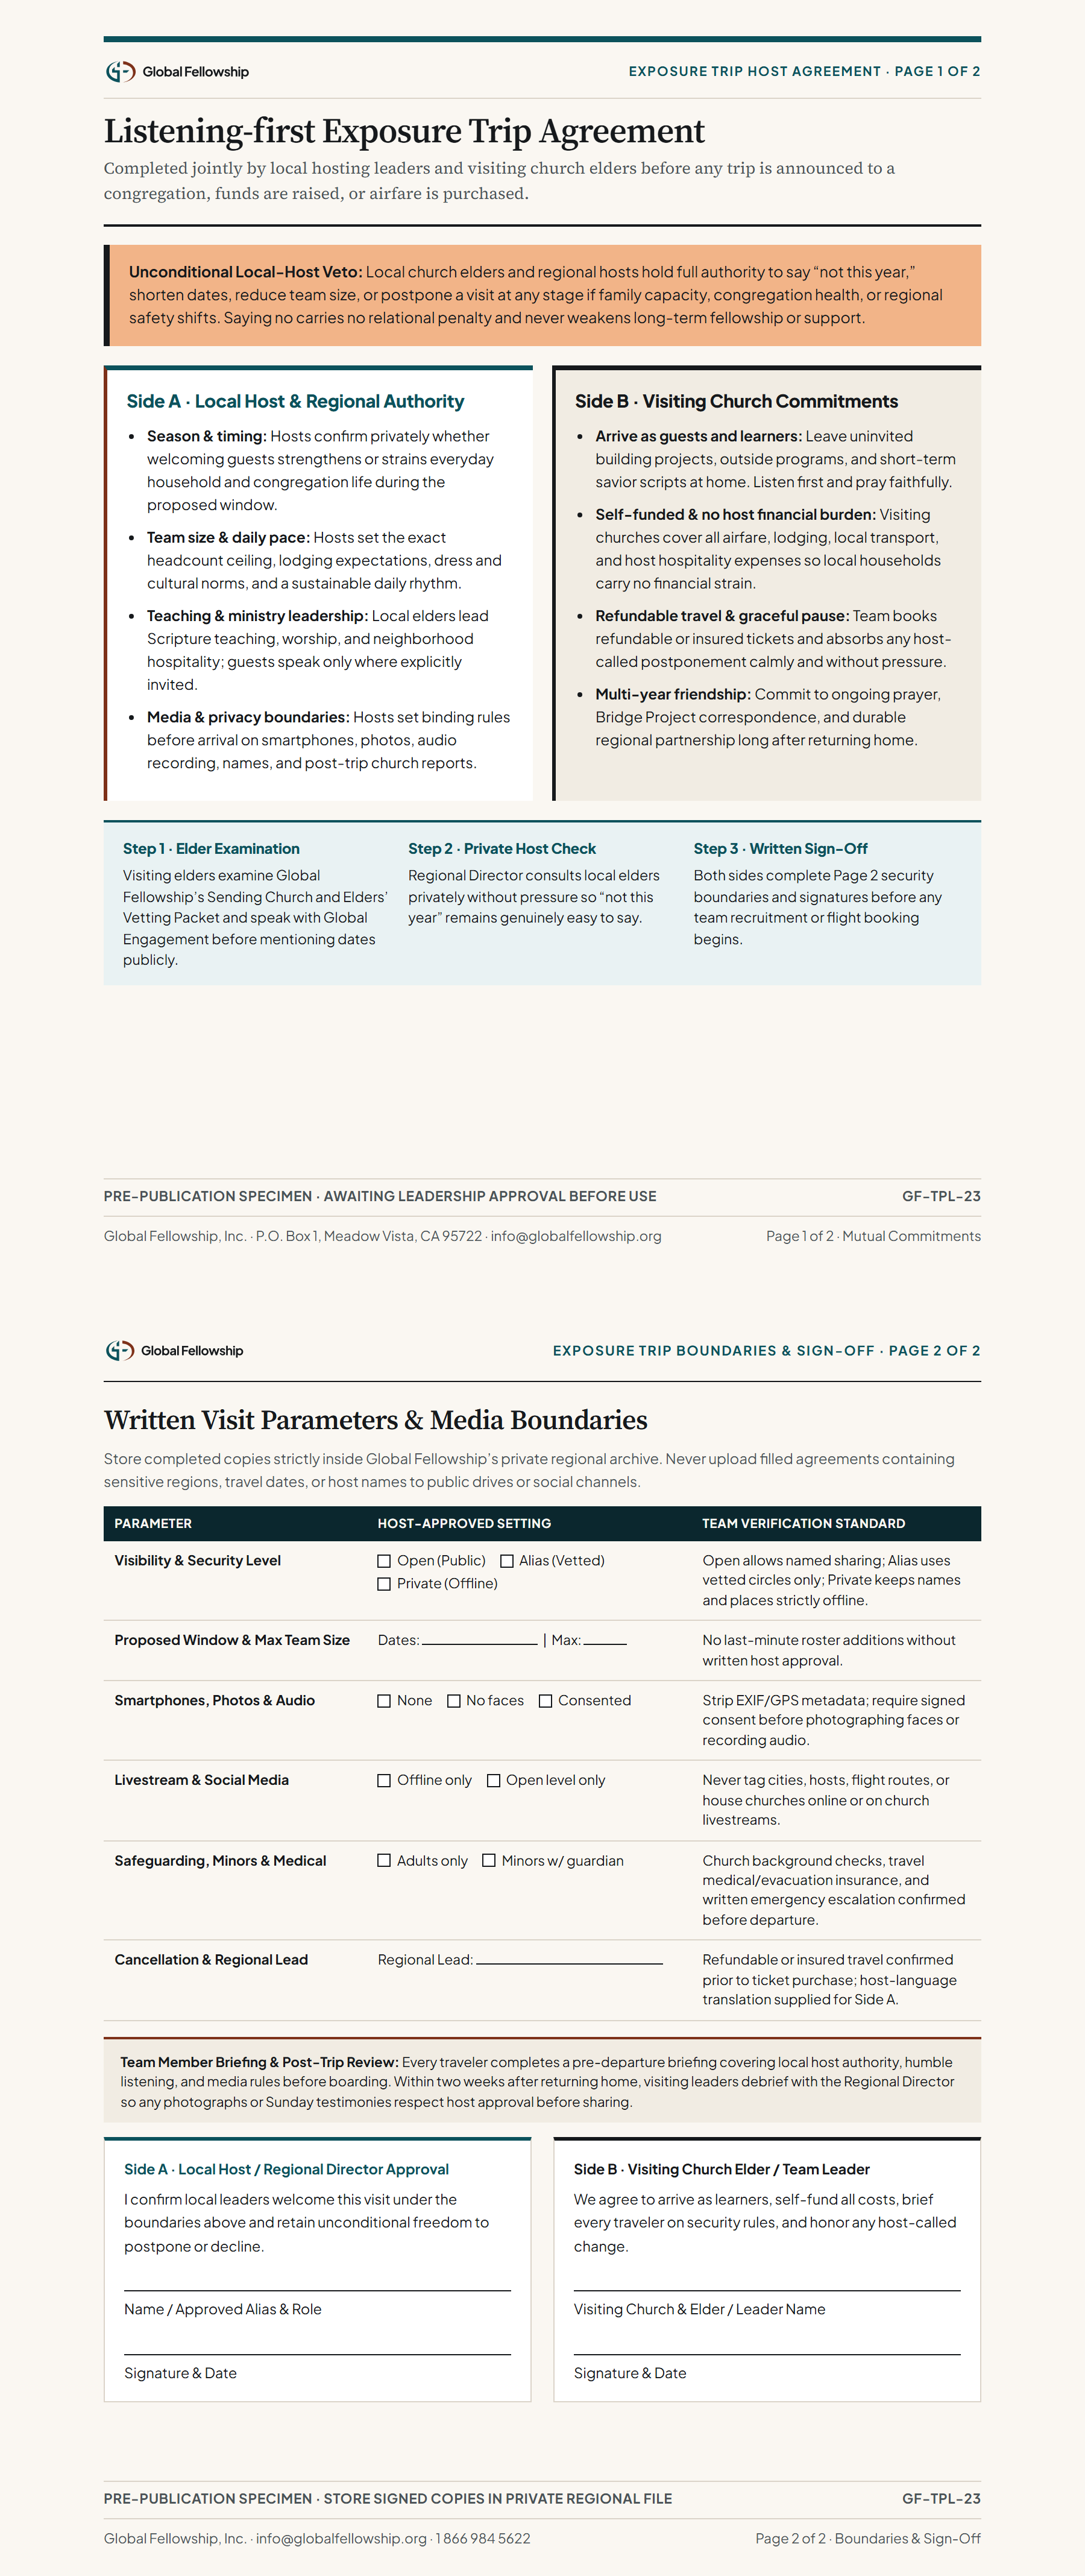 Global Fellowship
EXPOSURE TRIP HOST AGREEMENT · PAGE 1 OF 2
Listening-first Exposure Trip Agreement
Completed jointly by local hosting leaders and visiting church elders before any trip is announced to a
congregation, funds are raised, or airfare is purchased.
Unconditional Local-Host Veto: Local church elders and regional hosts hold full authority to say “not this year,”
shorten dates, reduce team size, or postpone a visit at any stage if family capacity, congregation health, or regional
safety shifts. Saying no carries no relational penalty and never weakens long-term fellowship or support.
Side A · Local Host & Regional Authority
• Season & timing: Hosts confirm privately whether
welcoming guests strengthens or strains everyday
household and congregation life during the
proposed window.
• Team size & daily pace: Hosts set the exact
headcount ceiling, lodging expectations, dress and
cultural norms, and a sustainable daily rhythm.
• Teaching & ministry leadership: Local elders lead
Scripture teaching, worship, and neighborhood
hospitality; guests speak only where explicitly
invited.
• Media & privacy boundaries: Hosts set binding rules
before arrival on smartphones, photos, audio
recording, names, and post-trip church reports.
Side B · Visiting Church Commitments
• Arrive as guests and learners: Leave uninvited
building projects, outside programs, and short-term
savior scripts at home. Listen first and pray faithfully.
• Self-funded & no host financial burden: Visiting
churches cover all airfare, lodging, local transport,
and host hospitality expenses so local households
carry no financial strain.
• Refundable travel & graceful pause: Team books
refundable or insured tickets and absorbs any host-
called postponement calmly and without pressure.
• Multi-year friendship: Commit to ongoing prayer,
Bridge Project correspondence, and durable
regional partnership long after returning home.
Step 1 · Elder Examination
Visiting elders examine Global
Fellowship’s Sending Church and Elders’
Vetting Packet and speak with Global
Engagement before mentioning dates
publicly.
Step 2 · Private Host Check
Regional Director consults local elders
privately without pressure so “not this
year” remains genuinely easy to say.
Step 3 · Written Sign-Off
Both sides complete Page 2 security
boundaries and signatures before any
team recruitment or flight booking
begins.
PRE-PUBLICATION SPECIMEN · AWAITING LEADERSHIP APPROVAL BEFORE USE
GF-TPL-23
Global Fellowship, Inc. · P.O. Box 1, Meadow Vista, CA 95722 · info@globalfellowship.org
Page 1 of 2 · Mutual Commitments
Global Fellowship
EXPOSURE TRIP BOUNDARIES & SIGN-OFF · PAGE 2 OF 2
Written Visit Parameters & Media Boundaries
Store completed copies strictly inside Global Fellowship’s private regional archive. Never upload filled agreements containing
sensitive regions, travel dates, or host names to public drives or social channels.
PARAMETER
HOST-APPROVED SETTING
TEAM VERIFICATION STANDARD
Visibility & Security Level
Open (Public) Alias (Vetted)
Private (Offline)
Open allows named sharing; Alias uses
vetted circles only; Private keeps names
and places strictly offline.
Proposed Window & Max Team Size
Dates: | Max:
No last-minute roster additions without
written host approval.
Smartphones, Photos & Audio
None No faces Consented
Strip EXIF/GPS metadata; require signed
consent before photographing faces or
recording audio.
Livestream & Social Media
Offline only Open level only
Never tag cities, hosts, flight routes, or
house churches online or on church
livestreams.
Safeguarding, Minors & Medical
Adults only Minors w/ guardian
Church background checks, travel
medical/evacuation insurance, and
written emergency escalation confirmed
before departure.
Cancellation & Regional Lead
Regional Lead:
Refundable or insured travel confirmed
prior to ticket purchase; host-language
translation supplied for Side A.
Team Member Briefing & Post-Trip Review: Every traveler completes a pre-departure briefing covering local host authority, humble
listening, and media rules before boarding. Within two weeks after returning home, visiting leaders debrief with the Regional Director
so any photographs or Sunday testimonies respect host approval before sharing.
Side A · Local Host / Regional Director Approval
I confirm local leaders welcome this visit under the
boundaries above and retain unconditional freedom to
postpone or decline.
Name / Approved Alias & Role
Signature & Date
Side B · Visiting Church Elder / Team Leader
We agree to arrive as learners, self-fund all costs, brief
every traveler on security rules, and honor any host-called
change.
Visiting Church & Elder / Leader Name
Signature & Date
PRE-PUBLICATION SPECIMEN · STORE SIGNED COPIES IN PRIVATE REGIONAL FILE
GF-TPL-23
Global Fellowship, Inc. · info@globalfellowship.org · 1 866 984 5622
Page 2 of 2 · Boundaries & Sign-Off